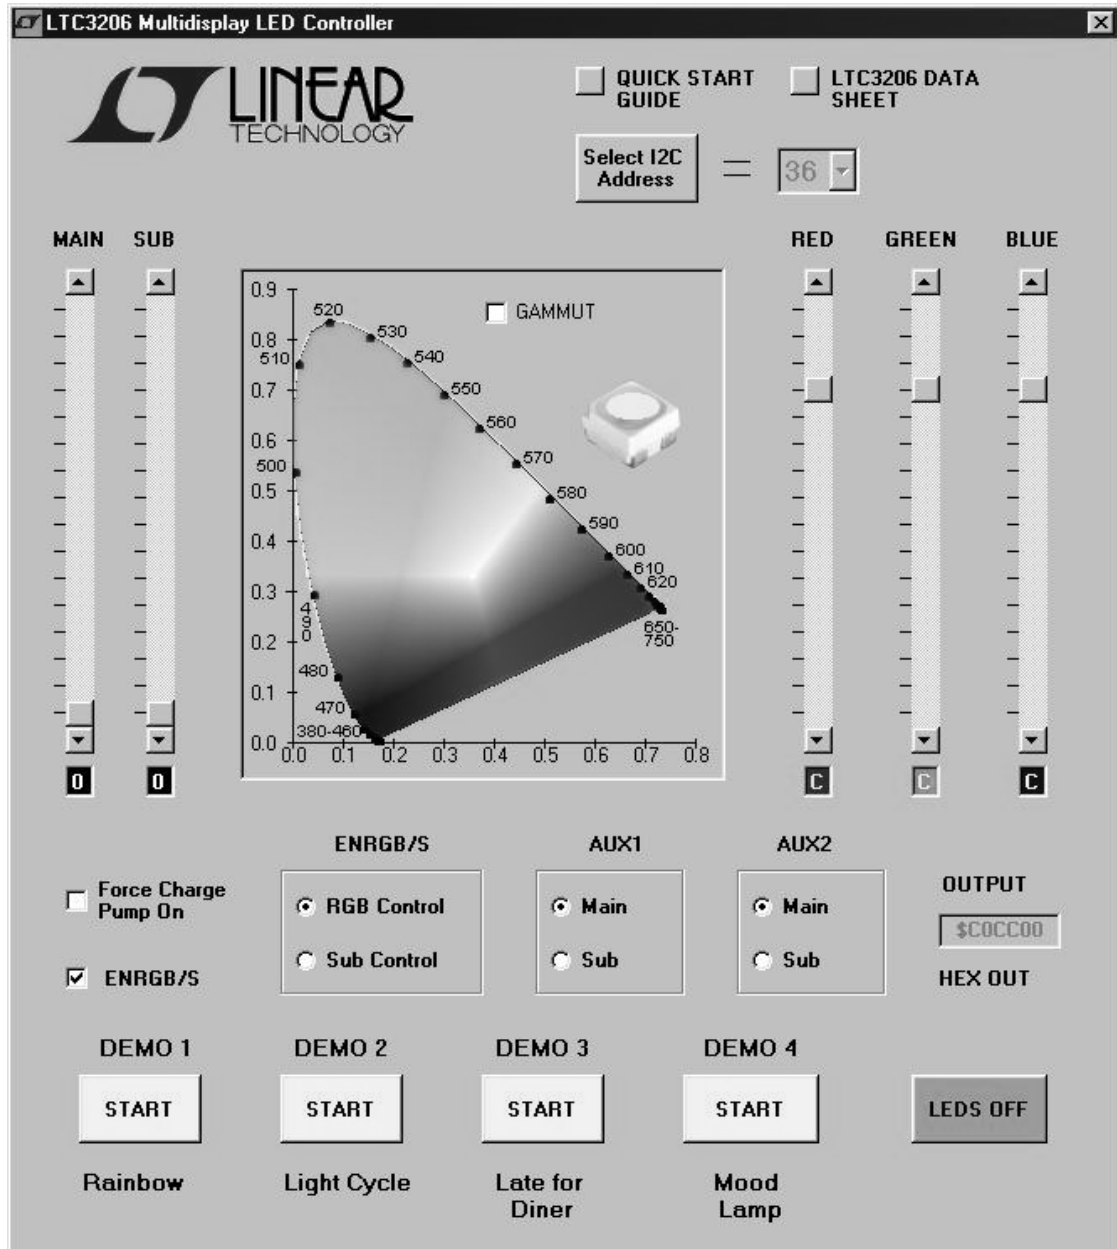 LTC3206 Multidisplay LED Controller
LINEAR
TECHNOLOGY
QUICK START
GUIDE
LTC3206 DATA
SHEET
Select I2C
Address
=
36
MAIN
SUB
RED
GREEN
BLUE
GAMMUT
0.9
0.8
0.7
0.6
0.5
0.4
0.3
0.2
0.1
0.0
520
530
510
540
550
560
570
500
580
590
600
610
620
490
650-
750
480
470
380-460
0.0
0.1
0.2
0.3
0.4
0.5
0.6
0.7
0.8
0
0
C
C
C
ENRGB/S
AUX1
AUX2
Force Charge
Pump On
RGB Control
Main
Main
OUTPUT
$C0CC00
ENRGB/S
Sub Control
Sub
Sub
HEX OUT
DEMO 1
DEMO 2
DEMO 3
DEMO 4
START
START
START
START
LEDS OFF
Rainbow
Light Cycle
Late for
Diner
Mood
Lamp